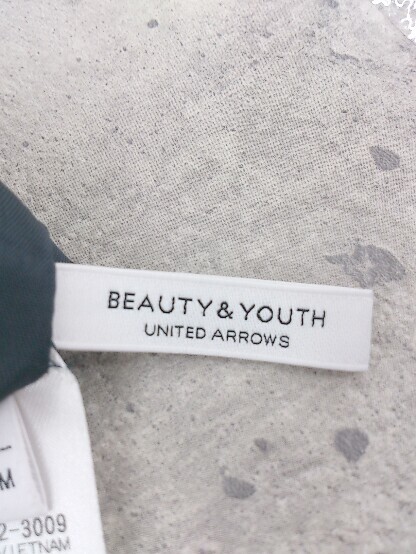 BEAUTY&YOUTH
UNITED ARROWS
M
2-3009
VIETNAM